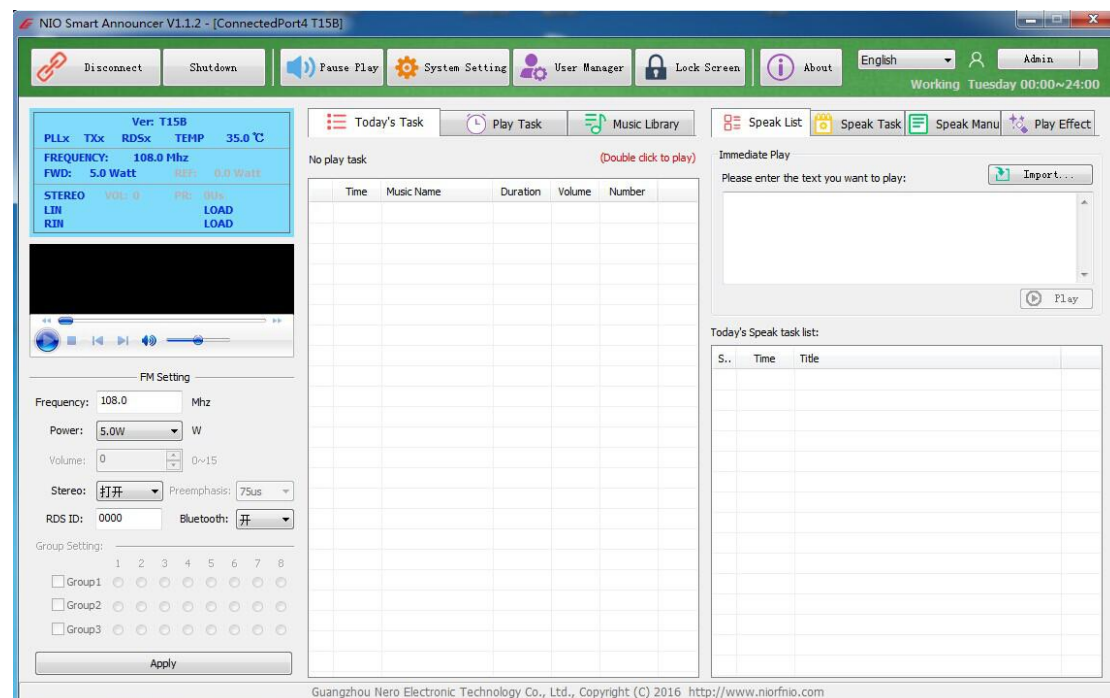 NIO Smart Announcer V1.1.2 - [ConnectedPort4 T15B]
Disconnect Shutdown Pause Play System Setting User Manager Lock Screen About English Admin
Working Tuesday 00:00~24:00
Ver: T15B
PLLx TXx RDSx TEMP 35.0 ℃
FREQUENCY: 108.0 Mhz
FWD: 5.0 Watt REF: 0.0 Watt
STEREO VOL: 0 PR: 0Us
LIN LOAD
RIN LOAD
FM Setting
Frequency: 108.0 Mhz
Power: 5.0W W
Volume: 0 0~15
Stereo: 打开 Preemphasis: 75us
RDS ID: 0000 Bluetooth: 开
Group Setting:
1 2 3 4 5 6 7 8
Group1
Group2
Group3
Apply
Today's Task Play Task Music Library
No play task (Double click to play)
Time Music Name Duration Volume Number
Speak List Speak Task Speak Manu Play Effect
Immediate Play
Please enter the text you want to play: Import...
Play
Today's Speak task list:
S.. Time Title
Guangzhou Nero Electronic Technology Co., Ltd., Copyright (C) 2016 http://www.niorfnio.com